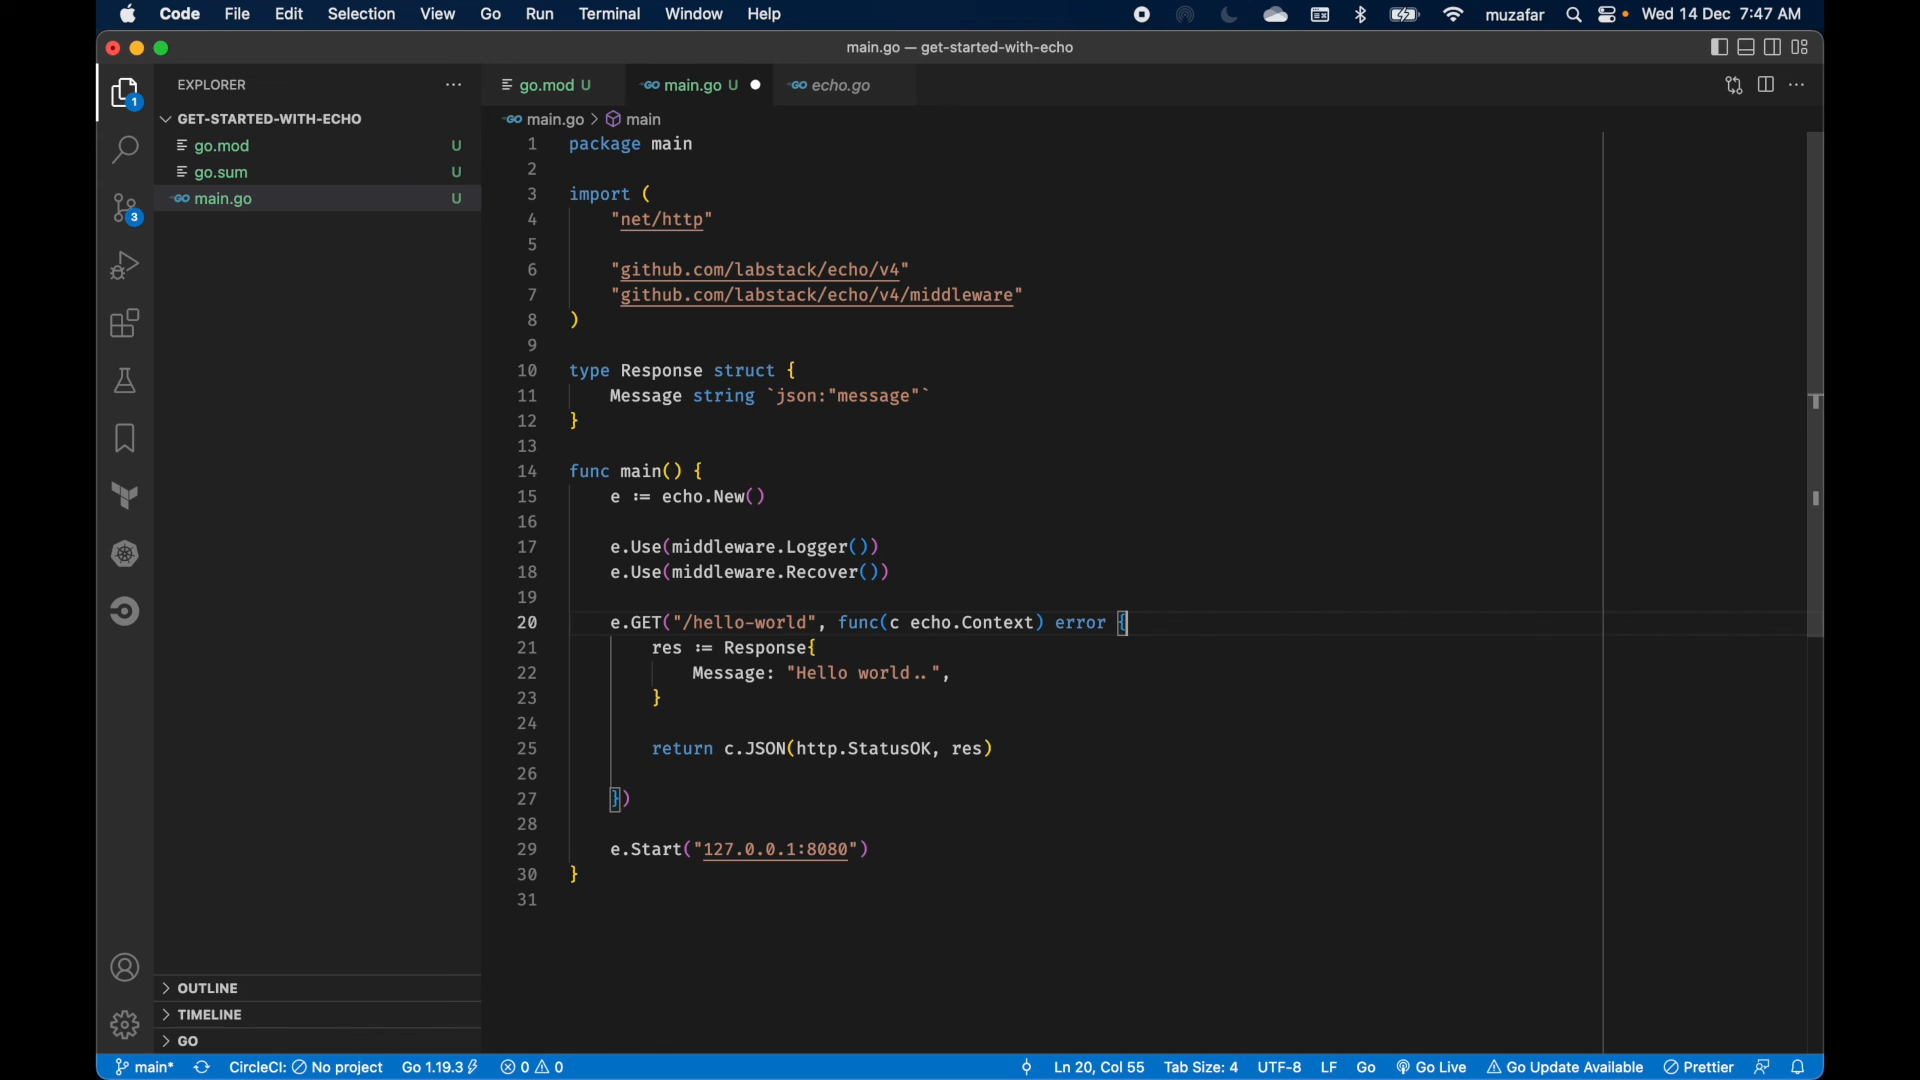 Code File Edit Selection View Go Run Terminal Window Help muzafar Wed 14 Dec 7:47 AM
main.go — get-started-with-echo
EXPLORER
go.mod U main.go U echo.go
GET-STARTED-WITH-ECHO
main.go > main
go.mod U
go.sum U
main.go U
1
3
1 package main
2
3 import (
4 "net/http"
5
6 "github.com/labstack/echo/v4"
7 "github.com/labstack/echo/v4/middleware"
8 )
9
10 type Response struct {
11 Message string `json:"message"`
12 }
13
14 func main() {
15 e := echo.New()
16
17 e.Use(middleware.Logger())
18 e.Use(middleware.Recover())
19
20 e.GET("/hello-world", func(c echo.Context) error {
21 res := Response{
22 Message: "Hello world..",
23 }
24
25 return c.JSON(http.StatusOK, res)
26
27 })
28
29 e.Start("127.0.0.1:8080")
30 }
31
OUTLINE
TIMELINE
GO
main* CircleCI: No project Go 1.19.3 0 0 Ln 20, Col 55 Tab Size: 4 UTF-8 LF Go Go Live Go Update Available Prettier